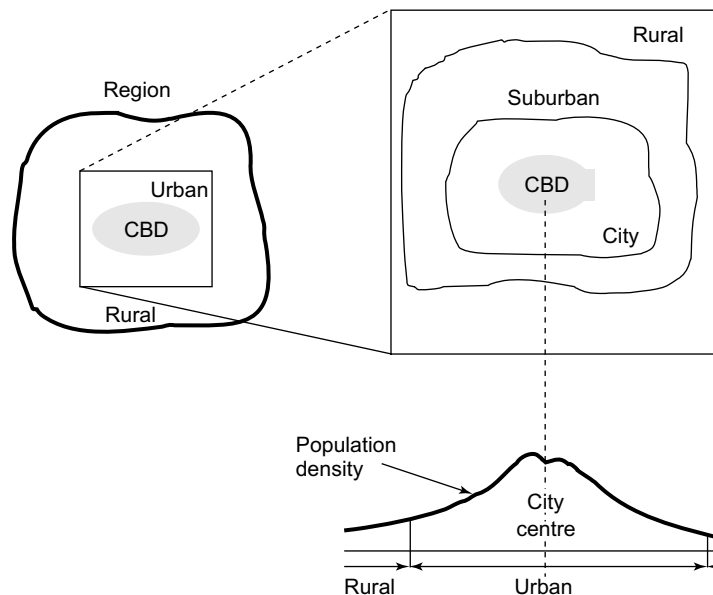 Region
Urban
CBD
Rural
Rural
Suburban
CBD
City
Population
density
City
centre
Rural
Urban